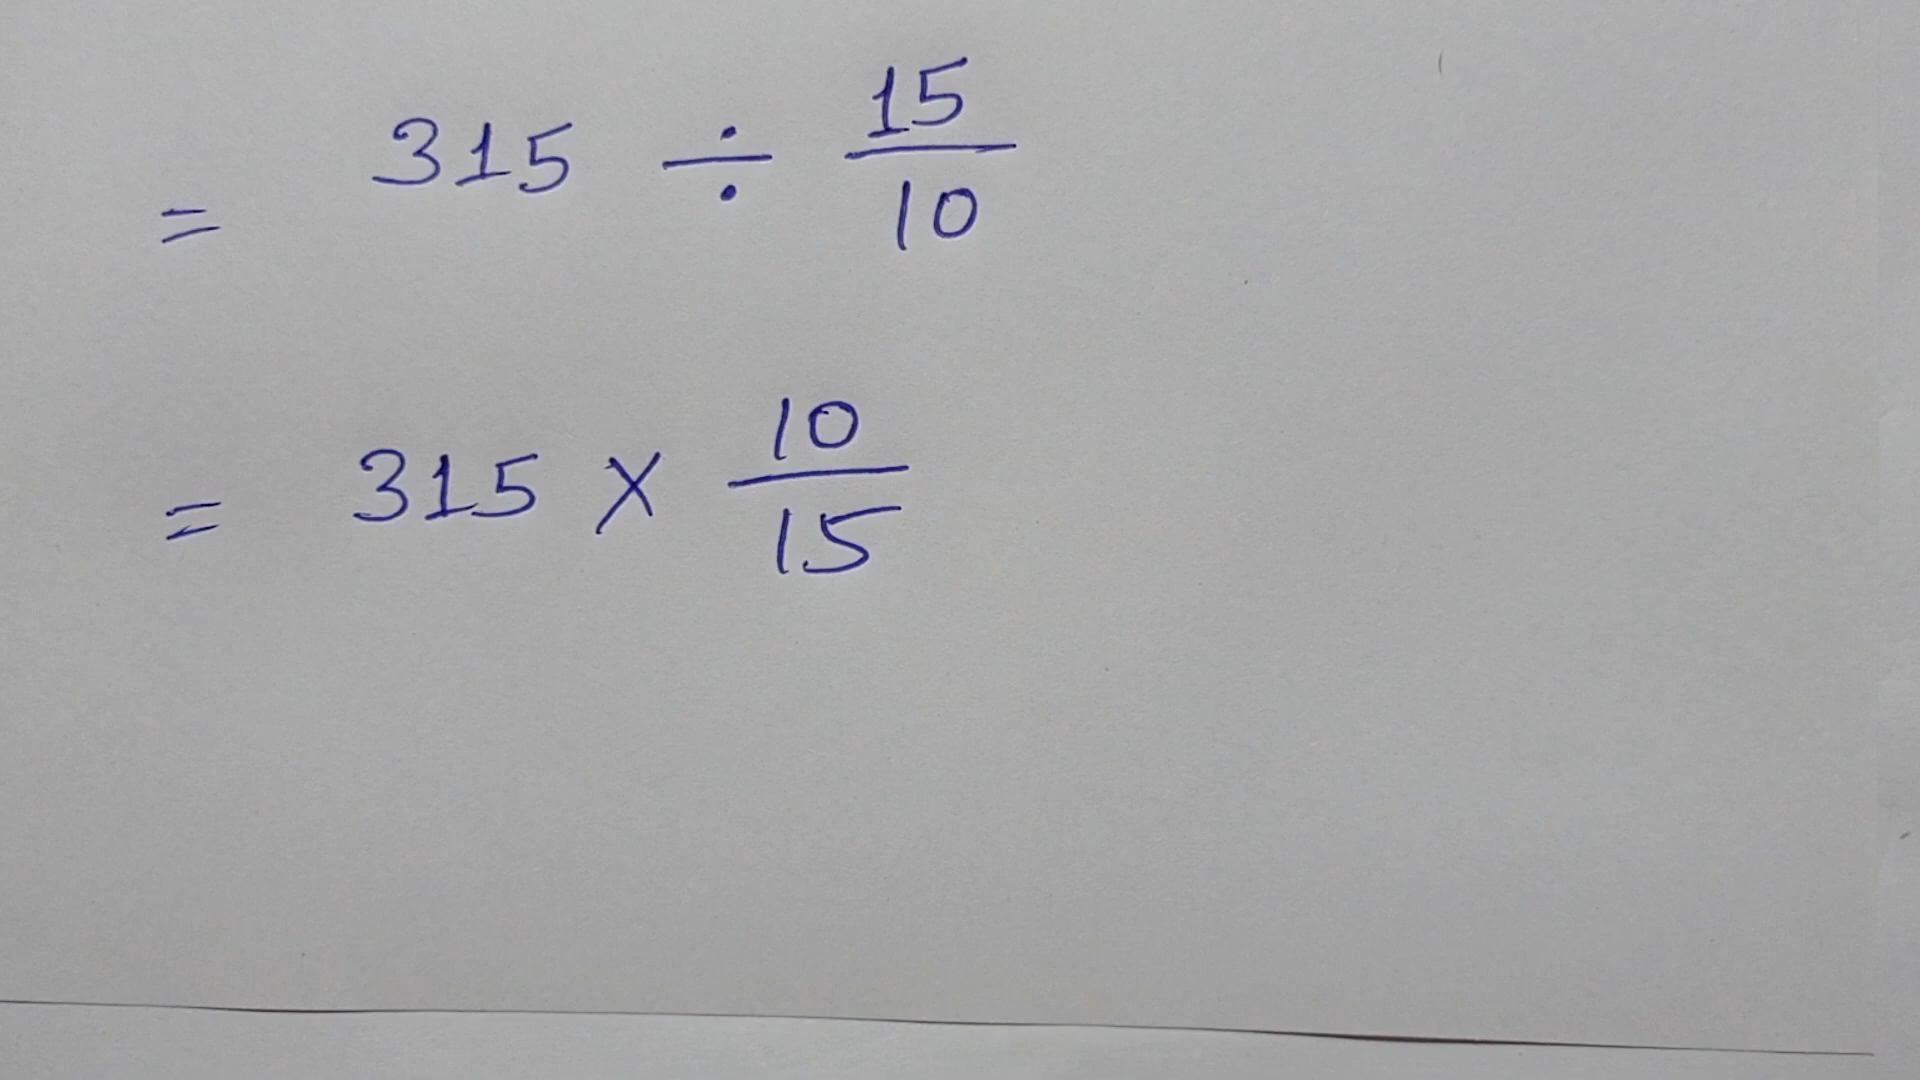 = 315 ÷ 15/10
= 315 × 10/15